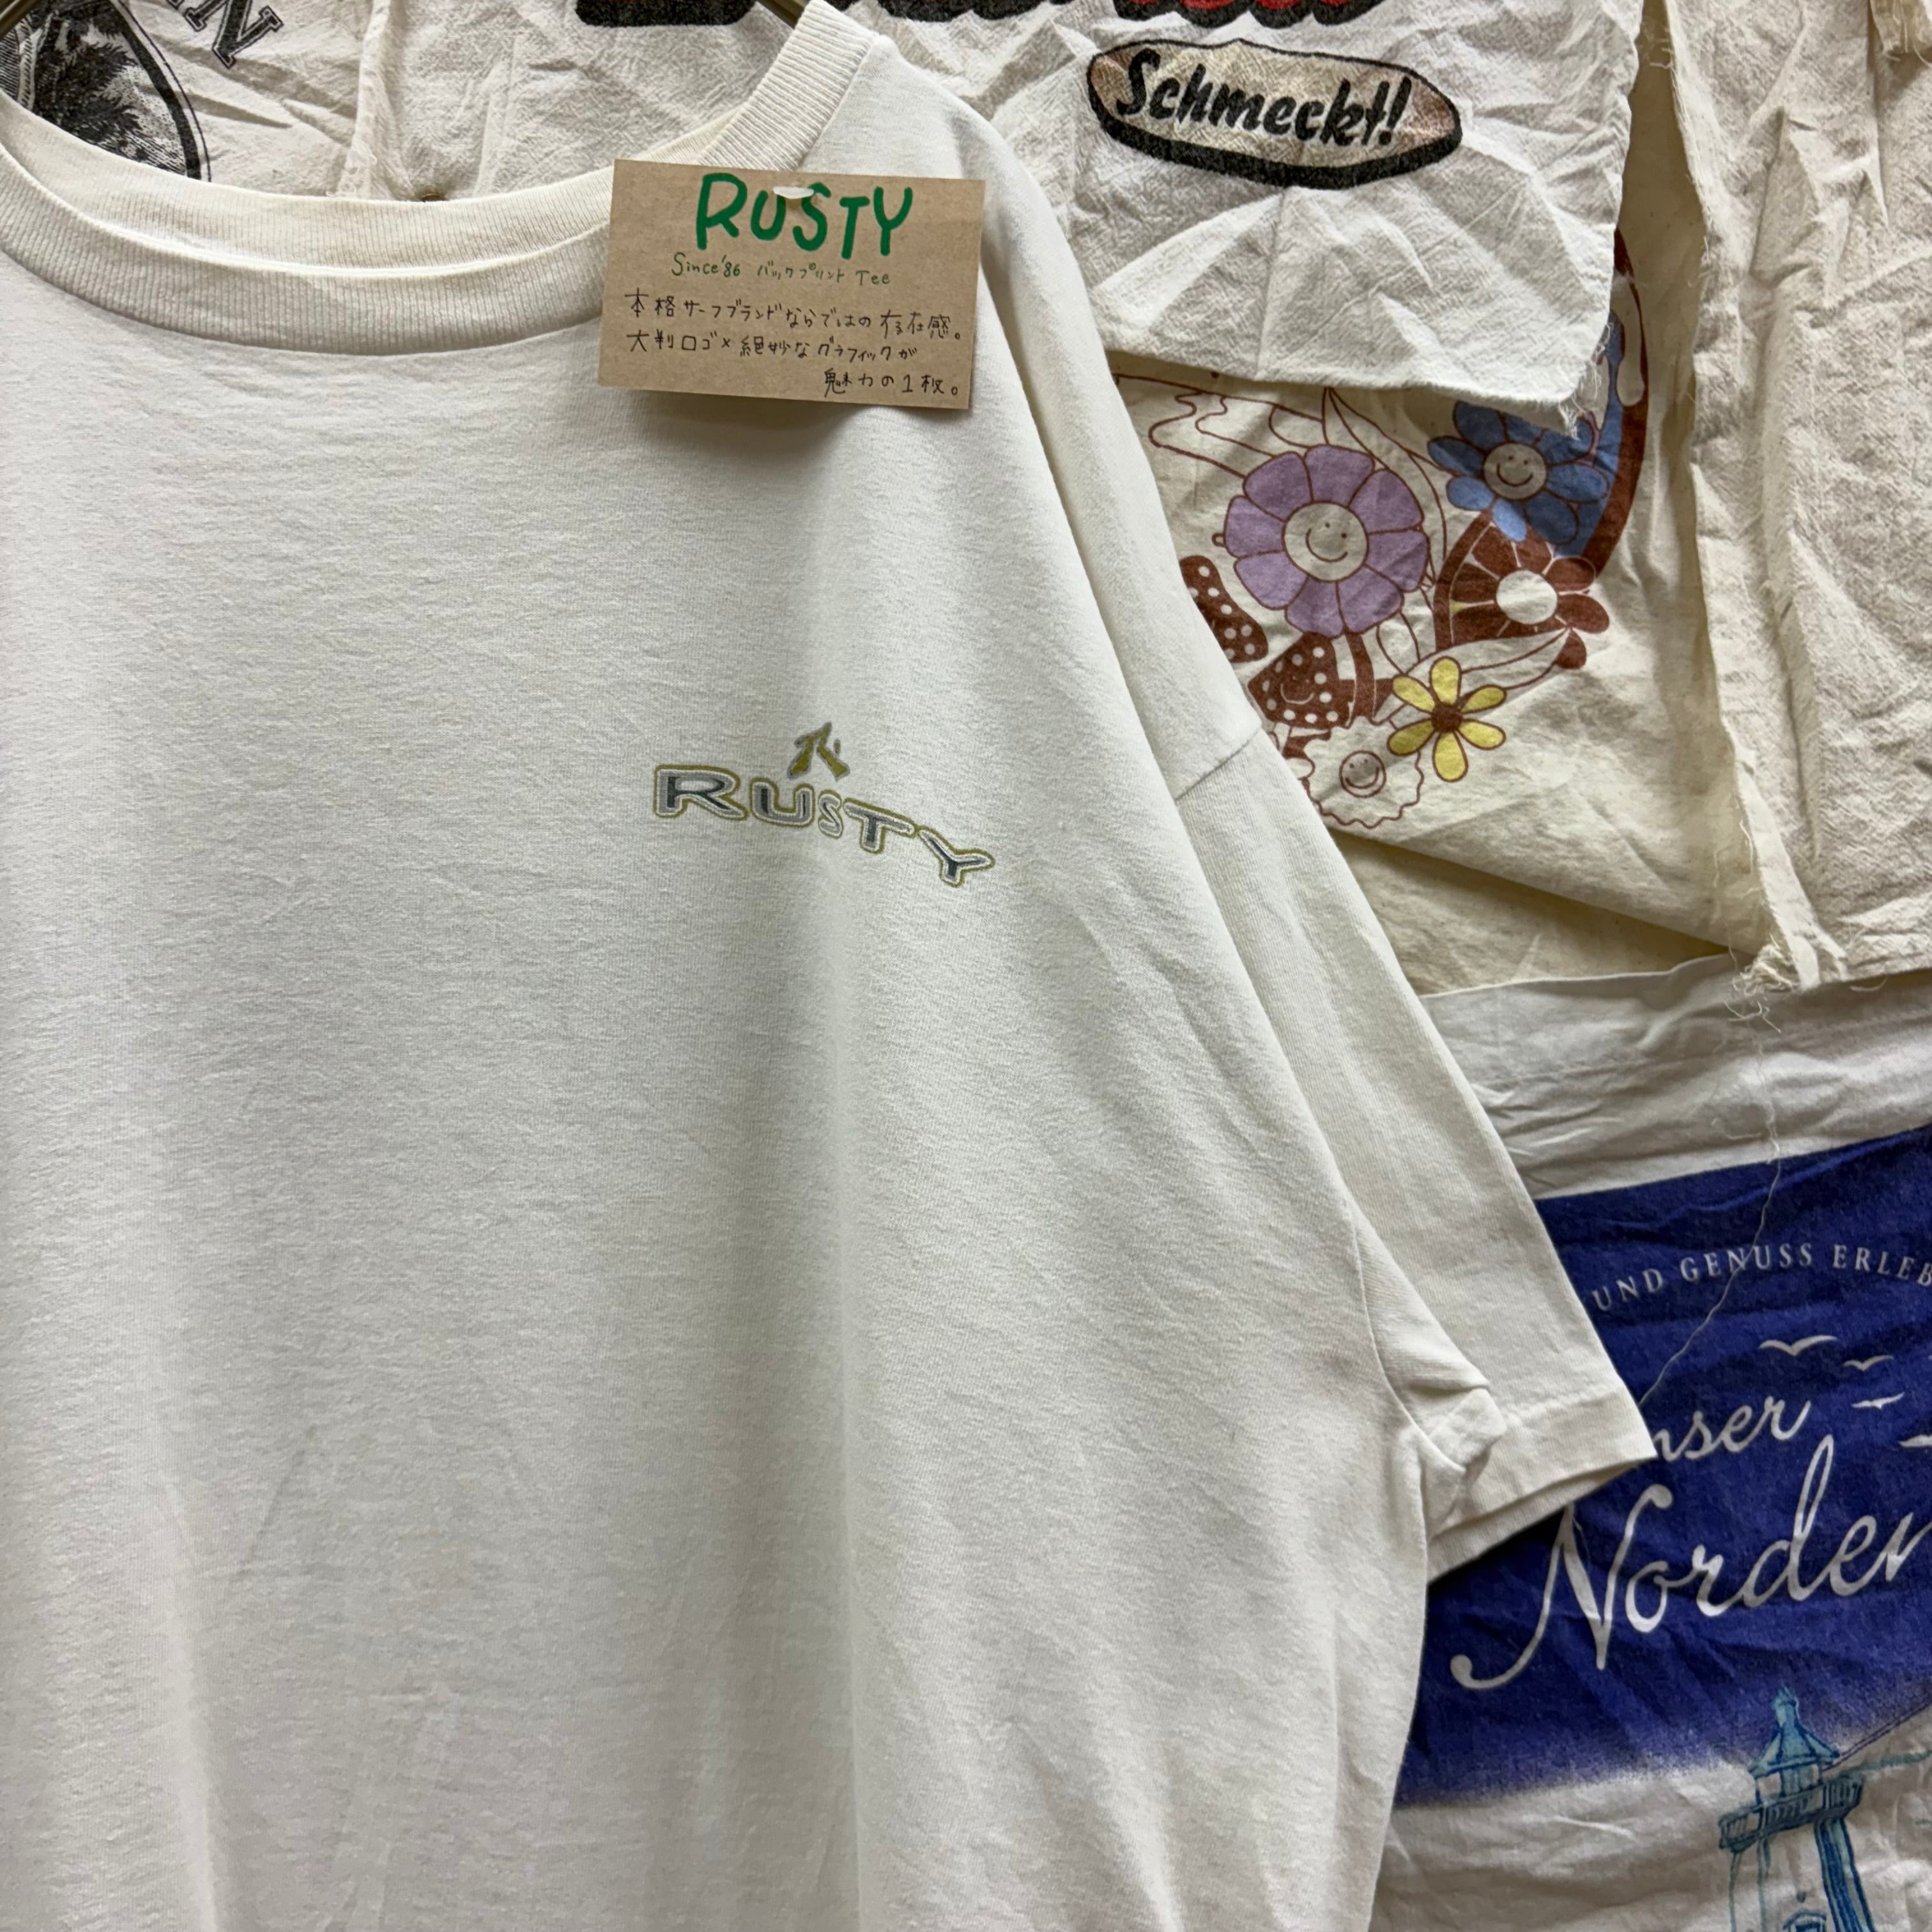 Schmeckt!
RUSTY
Since'86 バックプリント Tee
本格サーフブランドならではの存在感。
大判ロゴ×絶妙なグラフィックが
魅力の1枚。
RUSTY
UND GENUSS ERLEB
nser
Norden